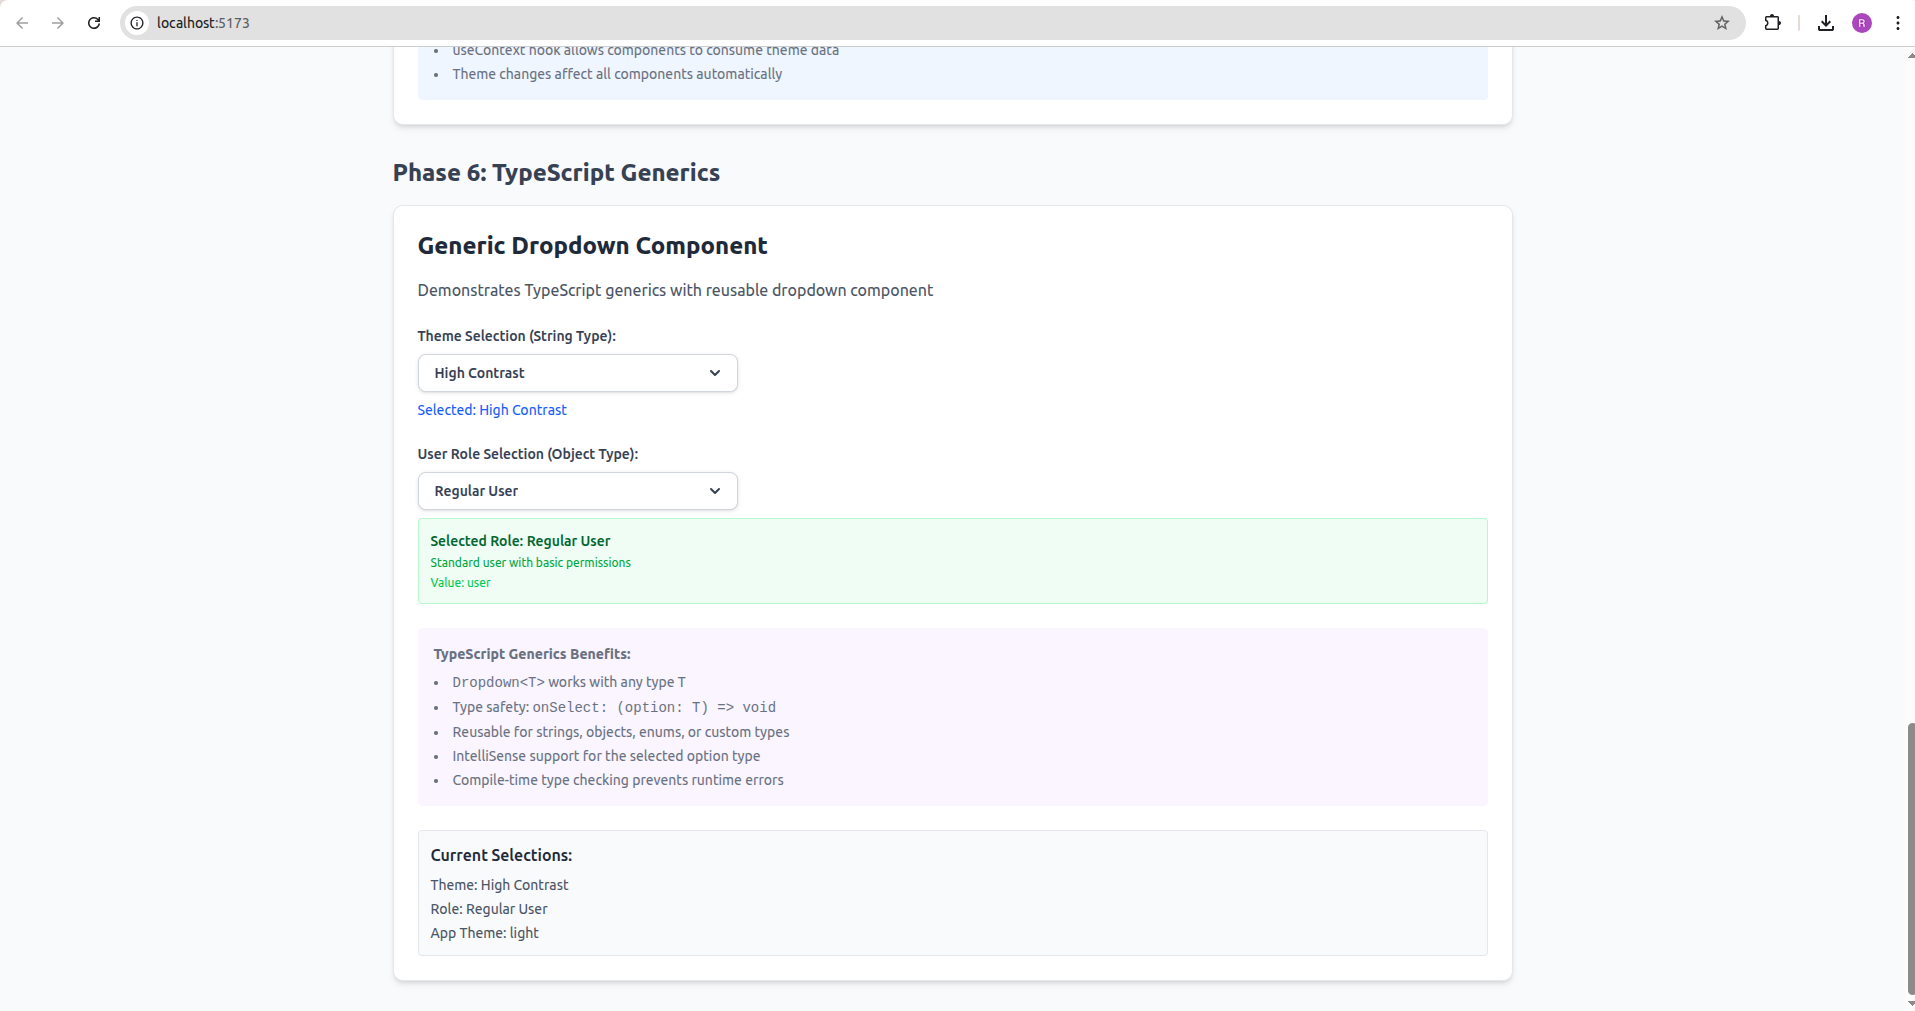 localhost:5173
R
useContext hook allows components to consume theme data
Theme changes affect all components automatically
Phase 6: TypeScript Generics
Generic Dropdown Component
Demonstrates TypeScript generics with reusable dropdown component
Theme Selection (String Type):
High Contrast
Selected: High Contrast
User Role Selection (Object Type):
Regular User
Selected Role: Regular User
Standard user with basic permissions
Value: user
TypeScript Generics Benefits:
Dropdown<T> works with any type T
Type safety: onSelect: (option: T) => void
Reusable for strings, objects, enums, or custom types
IntelliSense support for the selected option type
Compile-time type checking prevents runtime errors
Current Selections:
Theme: High Contrast
Role: Regular User
App Theme: light